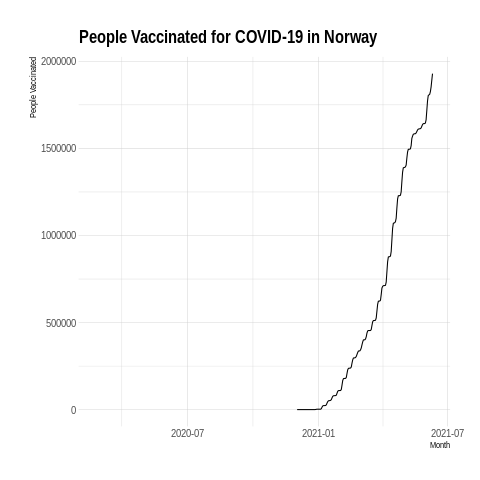 People Vaccinated for COVID-19 in Norway
People Vaccinated
2000000
1500000
1000000
500000
0
2020-07
2021-01
2021-07
Month